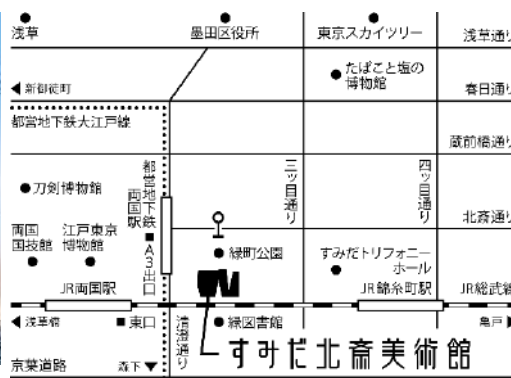 浅草
墨田区役所
東京スカイツリー
浅草通り
たばこと塩の
博物館
新御徒町
春日通り
都営地下鉄大江戸線
蔵前橋通り
刀剣博物館
都営地下鉄
両国駅
A3出口
三ッ目通り
四ッ目通り
北斎通り
両国
国技館
江戸東京
博物館
緑町公園
すみだトリフォニー
ホール
JR両国駅
JR錦糸町駅
JR総武線
浅草橋
東口
清澄通り
緑図書館
亀戸
すみだ北斎美術館
京葉道路
森下